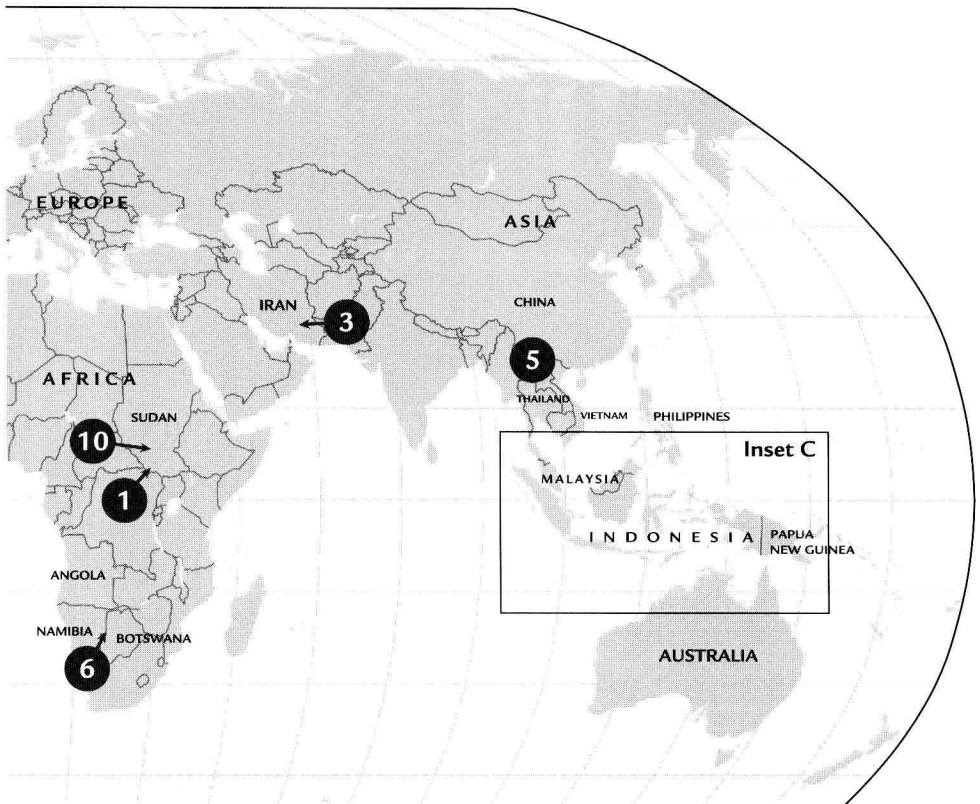 EUROPE
ASIA
IRAN
CHINA
3
5
AFRICA
THAILAND
SUDAN
VIETNAM
PHILIPPINES
10
Inset C
MALAYSIA
1
INDONESIA
PAPUA
NEW GUINEA
ANGOLA
NAMIBIA
BOTSWANA
6
AUSTRALIA